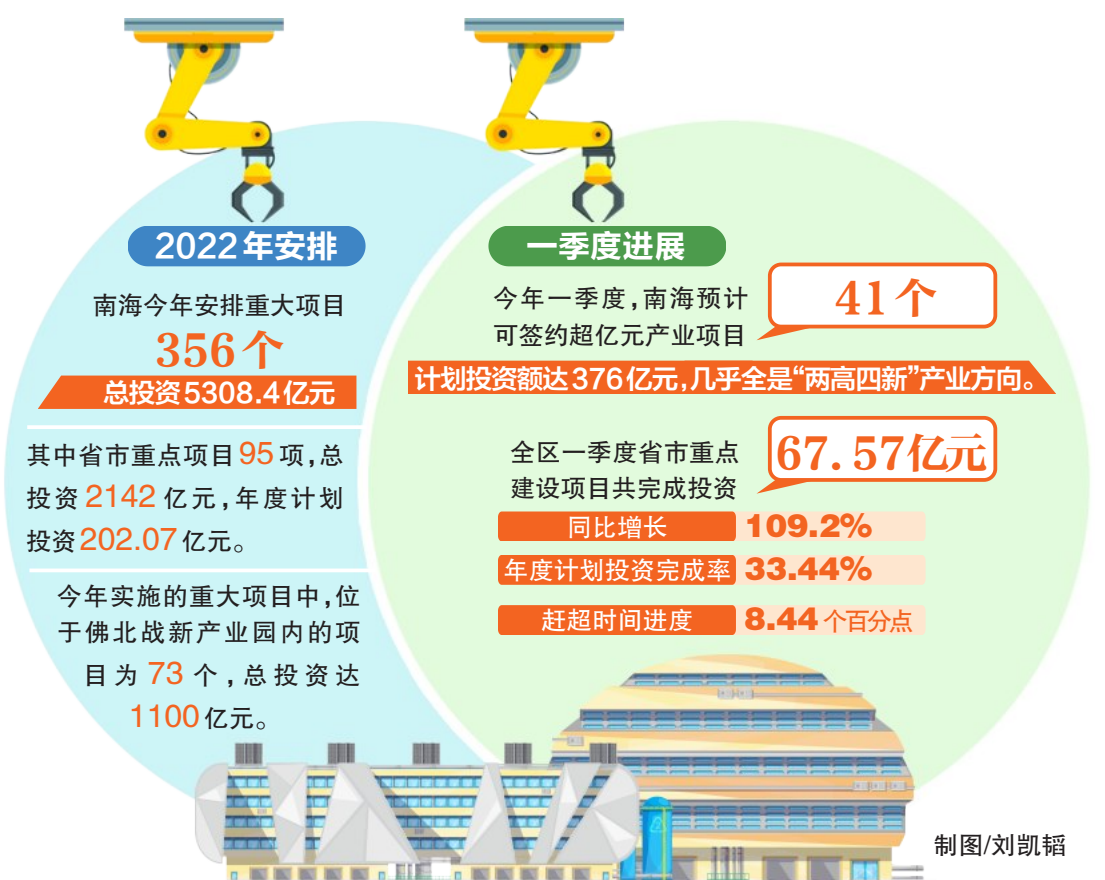 2022年安排
南海今年安排重大项目
356个
总投资5308.4亿元
其中省市重点项目95项,总
投资2142亿元,年度计划
投资202.07亿元。
今年实施的重大项目中,位
于佛北战新产业园内的项
目为73个,总投资达
1100亿元。
一季度进展
今年一季度,南海预计
可签约超亿元产业项目
41个
计划投资额达376亿元,几乎全是“两高四新”产业方向。
全区一季度省市重点
建设项目共完成投资
67.57亿元
同比增长 109.2%
年度计划投资完成率 33.44%
赶超时间进度 8.44个百分点
制图/刘凯韬